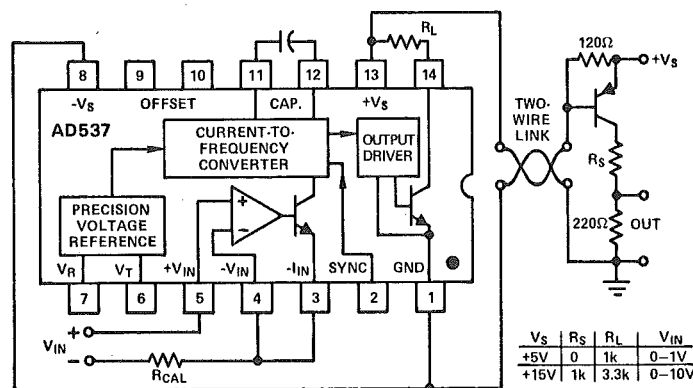 RL
120Ω
+VS
8 9 10 11 12 13 14
-VS OFFSET CAP. +VS
AD537
CURRENT-TO-
FREQUENCY
CONVERTER
OUTPUT
DRIVER
TWO-
WIRE
LINK
RS
PRECISION
VOLTAGE
REFERENCE
+
-
220Ω OUT
VR VT +VIN -VIN -IIN SYNC GND
7 6 5 4 3 2 1
+
VIN
-
RCAL
VS RS RL VIN
+5V 0 1k 0-1V
+15V 1k 3.3k 0-10V